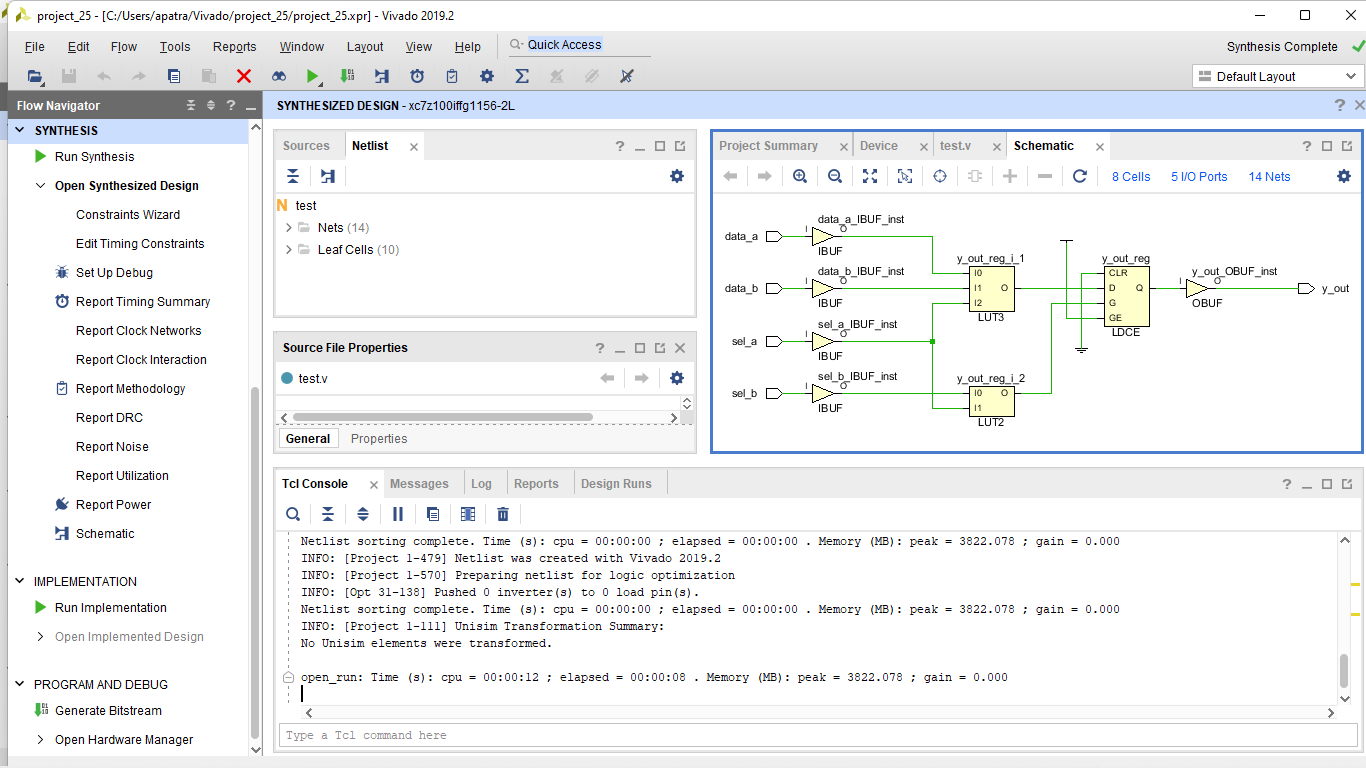 project_25 - [C:/Users/apatra/Vivado/project_25/project_25.xpr] - Vivado 2019.2
File Edit Flow Tools Reports Window Layout View Help Quick Access Synthesis Complete
Default Layout
Flow Navigator
SYNTHESIS
Run Synthesis
Open Synthesized Design
Constraints Wizard
Edit Timing Constraints
Set Up Debug
Report Timing Summary
Report Clock Networks
Report Clock Interaction
Report Methodology
Report DRC
Report Noise
Report Utilization
Report Power
Schematic
IMPLEMENTATION
Run Implementation
Open Implemented Design
PROGRAM AND DEBUG
Generate Bitstream
Open Hardware Manager
SYNTHESIZED DESIGN - xc7z100iffg1156-2L
Sources Netlist
N test
Nets (14)
Leaf Cells (10)
Source File Properties
test.v
General Properties
Project Summary Device test.v Schematic
8 Cells 5 I/O Ports 14 Nets
data_a_IBUF_inst
data_a I O
IBUF
data_b_IBUF_inst
data_b I O
IBUF
sel_a_IBUF_inst
sel_a I O
IBUF
sel_b_IBUF_inst
sel_b I O
IBUF
y_out_reg_i_1
I0
I1 O
I2
LUT3
y_out_reg_i_2
I0 O
I1
LUT2
y_out_reg
CLR
D Q
G
GE
LDCE
y_out_OBUF_inst
I O
OBUF
y_out
Tcl Console Messages Log Reports Design Runs
Netlist sorting complete. Time (s): cpu = 00:00:00 ; elapsed = 00:00:00 . Memory (MB): peak = 3822.078 ; gain = 0.000
INFO: [Project 1-479] Netlist was created with Vivado 2019.2
INFO: [Project 1-570] Preparing netlist for logic optimization
INFO: [Opt 31-138] Pushed 0 inverter(s) to 0 load pin(s).
Netlist sorting complete. Time (s): cpu = 00:00:00 ; elapsed = 00:00:00 . Memory (MB): peak = 3822.078 ; gain = 0.000
INFO: [Project 1-111] Unisim Transformation Summary:
No Unisim elements were transformed.
open_run: Time (s): cpu = 00:00:12 ; elapsed = 00:00:08 . Memory (MB): peak = 3822.078 ; gain = 0.000
Type a Tcl command here